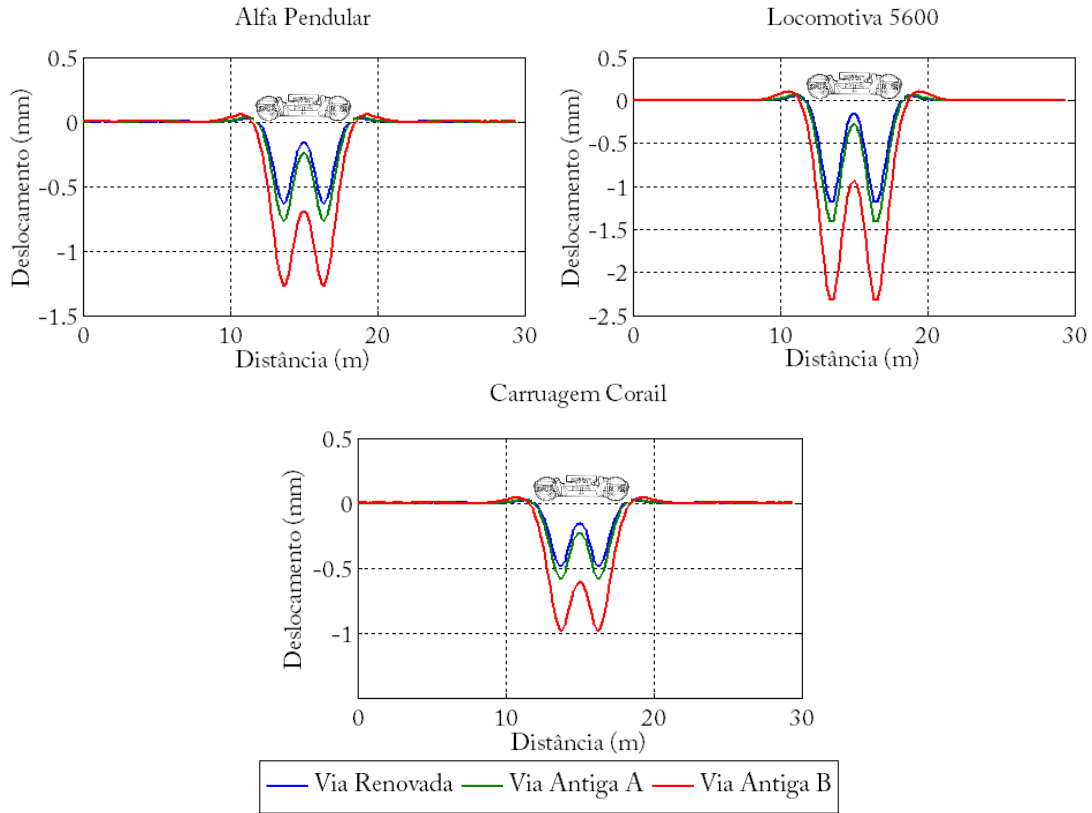 Alfa Pendular
Locomotiva 5600
0.5
0
-0.5
-1
-1.5
Deslocamento (mm)
0
10
20
30
Distância (m)
0.5
0
-0.5
-1
-1.5
-2
-2.5
Deslocamento (mm)
0
10
20
30
Distância (m)
Carruagem Corail
0.5
0
-0.5
-1
Deslocamento (mm)
0
10
20
30
Distância (m)
Via Renovada
Via Antiga A
Via Antiga B